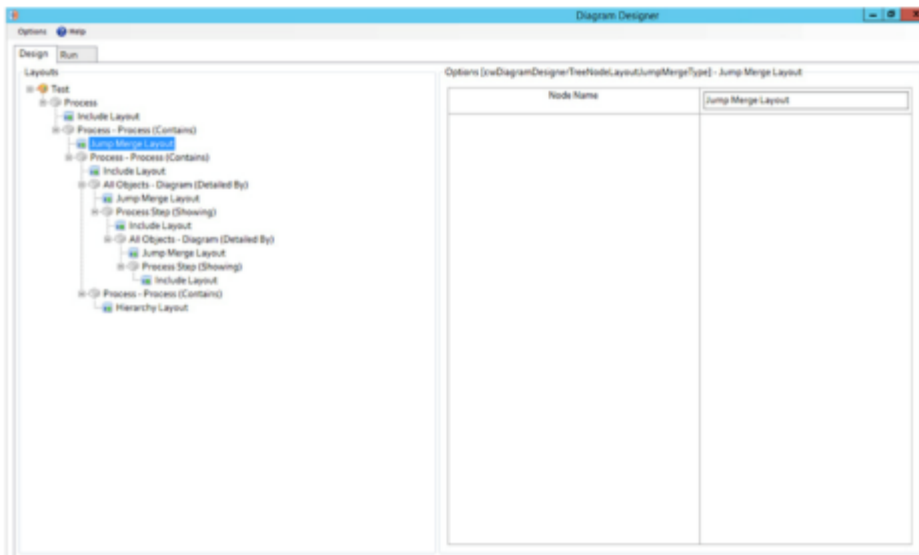 Diagram Designer
Options Help
Design Run
Layouts
Test
Process
Include Layout
Process - Process (Contains)
Jump Merge Layout
Process - Process (Contains)
Include Layout
All Objects - Diagram (Detailed By)
Jump Merge Layout
Process Step (Showing)
Include Layout
All Objects - Diagram (Detailed By)
Jump Merge Layout
Process Step (Showing)
Include Layout
Process - Process (Contains)
Hierarchy Layout
Options [cwDiagramDesignerTreeNodeLayoutJumpMergeType] - Jump Merge Layout
Node Name Jump Merge Layout